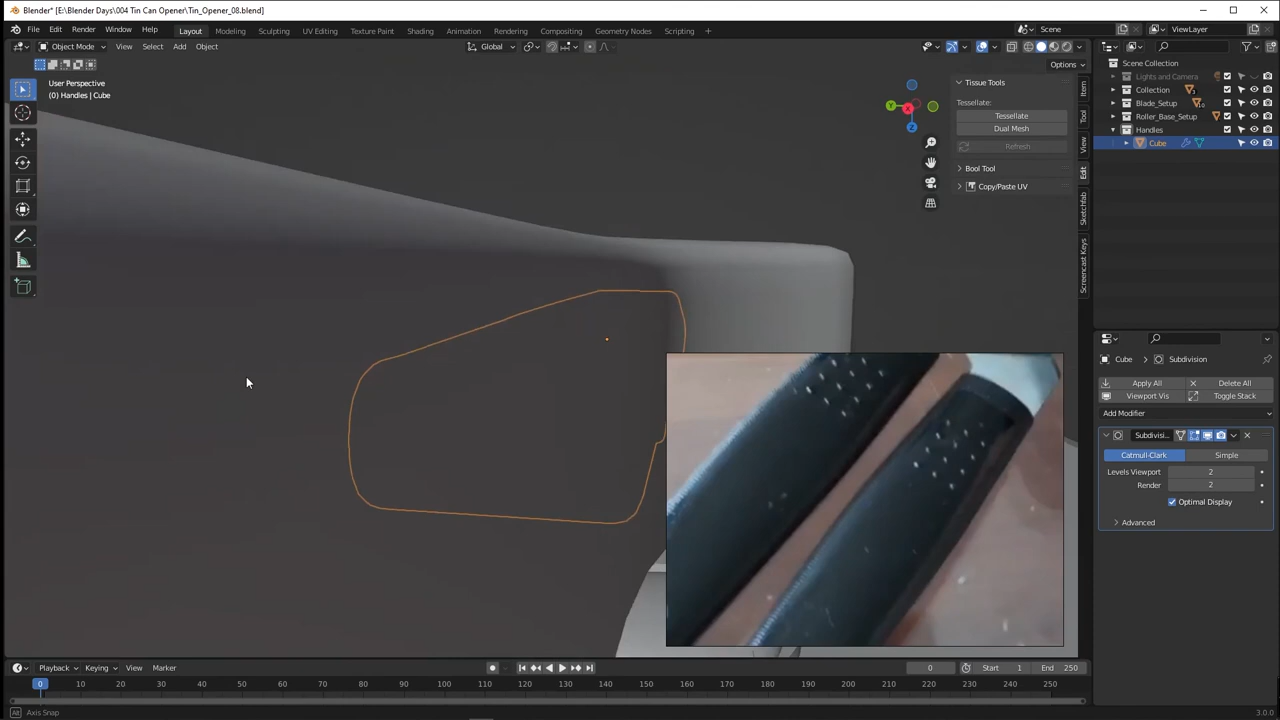 Blender* [E:\Blender Days\004 Tin Can Opener\Tin_Opener_08.blend]
File Edit Render Window Help Layout Modeling Sculpting UV Editing Texture Paint Shading Animation Rendering Compositing Geometry Nodes Scripting + Scene ViewLayer
Object Mode View Select Add Object Global
Options
User Perspective
(0) Handles | Cube
Tissue Tools
Tessellate:
Tessellate
Dual Mesh
Refresh
Bool Tool
Copy/Paste UV
Y
X
Z
Item
Tool
View
Edit
Sketchfab
Screencast Keys
Scene Collection
Lights and Camera
Collection
Blade_Setup
Roller_Base_Setup
Handles
Cube
Cube > Subdivision
Apply All Delete All
Viewport Vis Toggle Stack
Add Modifier
Subdivisi..
Catmull-Clark Simple
Levels Viewport 2
Render 2
Optimal Display
Advanced
Playback Keying View Marker 0 Start 1 End 250
0 10 20 30 40 50 60 70 80 90 100 110 120 130 140 150 160 170 180 190 200 210 220 230 240 250
Alt Axis Snap 3.0.0